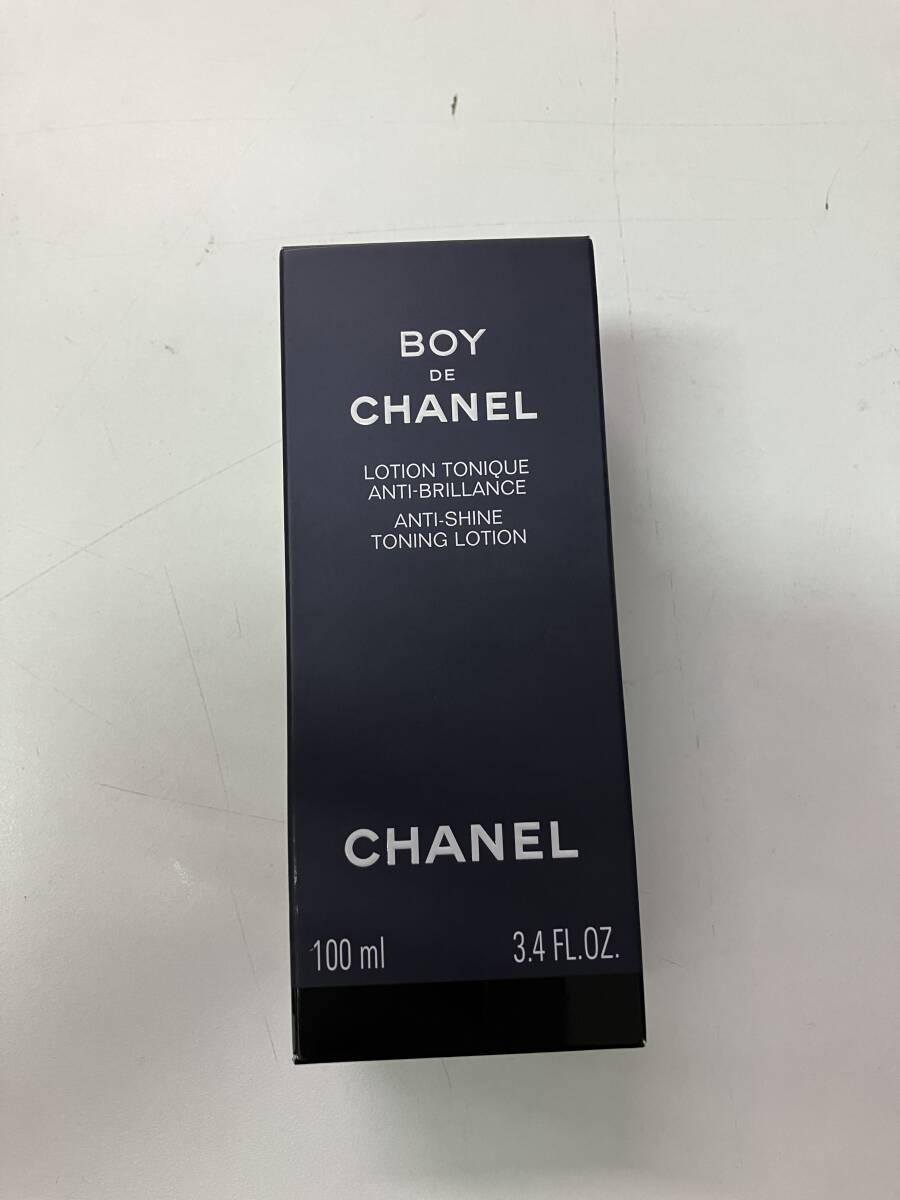 BOY
DE
CHANEL
LOTION TONIQUE
ANTI-BRILLANCE
ANTI-SHINE
TONING LOTION
CHANEL
100 ml 3.4 FL.OZ.